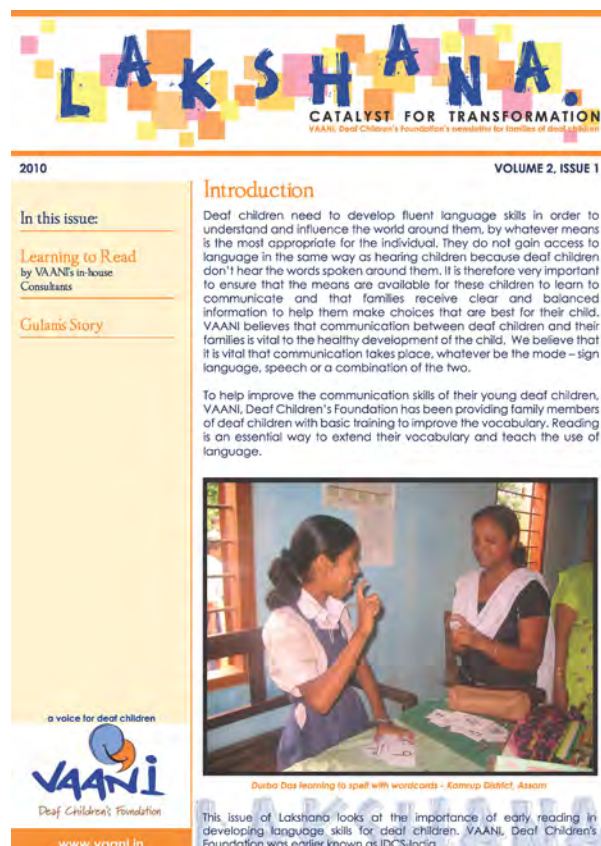 LAKSHANA.
CATALYST FOR TRANSFORMATION
VAANI, Deaf Children's Foundation's newsletter for families of deaf children
2010
VOLUME 2, ISSUE 1
In this issue:
Learning to Read
by VAANI's in-house
Consultants
Gulam's Story
Introduction
Deaf children need to develop fluent language skills in order to
understand and influence the world around them, by whatever means
is the most appropriate for the individual. They do not gain access to
language in the same way as hearing children because deaf children
don't hear the words spoken around them. It is therefore very important
to ensure that the means are available for these children to learn to
communicate and that families receive clear and balanced
information to help them make choices that are best for their child.
VAANI believes that communication between deaf children and their
families is vital to the healthy development of the child. We believe that
it is vital that communication takes place, whatever be the mode – sign
language, speech or a combination of the two.
To help improve the communication skills of their young deaf children,
VAANI, Deaf Children's Foundation has been providing family members
of deaf children with basic training to improve the vocabulary. Reading
is an essential way to extend their vocabulary and teach the use of
language.
Durba Das learning to spell with wordcards - Kamrup District, Assam
a voice for deaf children
VAANI
Deaf Children's Foundation
www.vaani.in
LAKSHANA
This issue of Lakshana looks at the importance of early reading in
developing language skills for deaf children. VAANI, Deaf Children's
Foundation was earlier known as IDCS-India